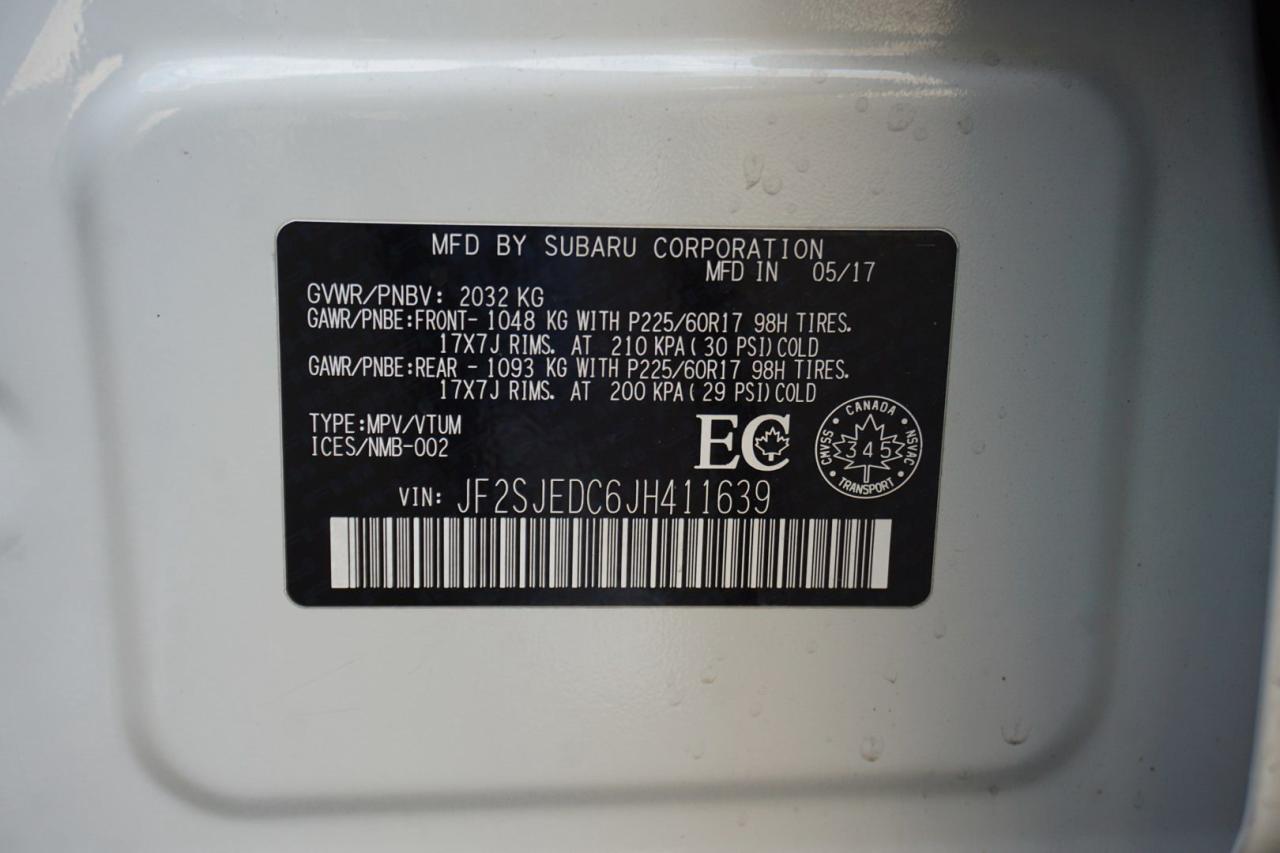 MFD BY SUBARU CORPORATION
MFD IN 05/17
GVWR/PNBV: 2032 KG
GAWR/PNBE:FRONT- 1048 KG WITH P225/60R17 98H TIRES.
17X7J RIMS. AT 210 KPA(30 PSI)COLD
GAWR/PNBE:REAR - 1093 KG WITH P225/60R17 98H TIRES.
17X7J RIMS. AT 200 KPA(29 PSI)COLD
TYPE:MPV/VTUM
ICES/NMB-002
EC
CANADA
CMVSS 345 NSVAC
TRANSPORT
VIN: JF2SJEDC6JH411639